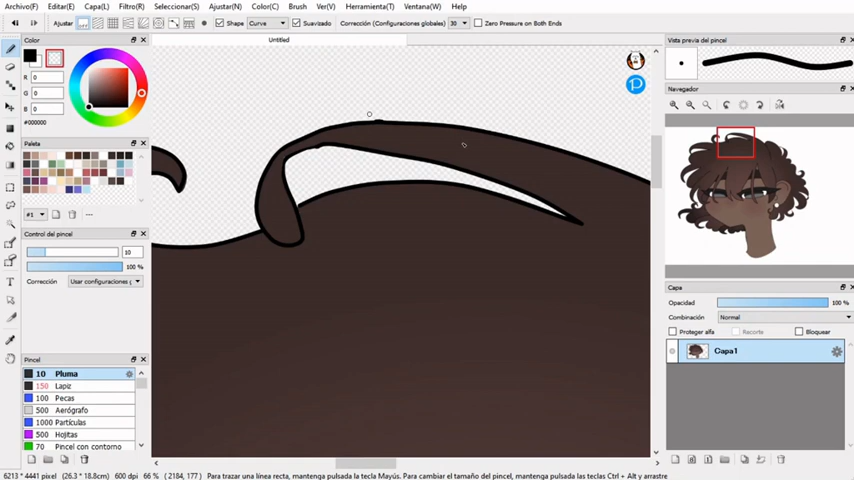 Archivo(F) Editar(E) Capa(L) Filtro(R) Seleccionar(S) Ajustar(N) Color(C) Brush Ver(V) Herramienta(T) Ventana(W) Help
Ajustar Shape Curve Suavizado Corrección (Configuraciones globales) 30 Zero Pressure on Both Ends
Color
Untitled
Vista previa del pincel
R 0
G 0
B 0
#000000
Navegador
Paleta
#1
Control del pincel
10
100 %
Corrección Usar configuraciones g
Capa
Opacidad 100 %
Combinación Normal
Proteger alfa Recorte Bloquear
Capa1
Pincel
10 Pluma
150 Lapiz
100 Pecas
500 Aerógrafo
1000 Partículas
500 Hojitas
70 Pincel con contorno
6213 * 4441 píxel (26.3 * 18.8cm) 600 dpi 66 % ( 2184, 177 ) Para trazar una línea recta, mantenga pulsada la tecla Mayús. Para cambiar el tamaño del pincel, mantenga pulsadas las teclas Ctrl + Alt y arrastre